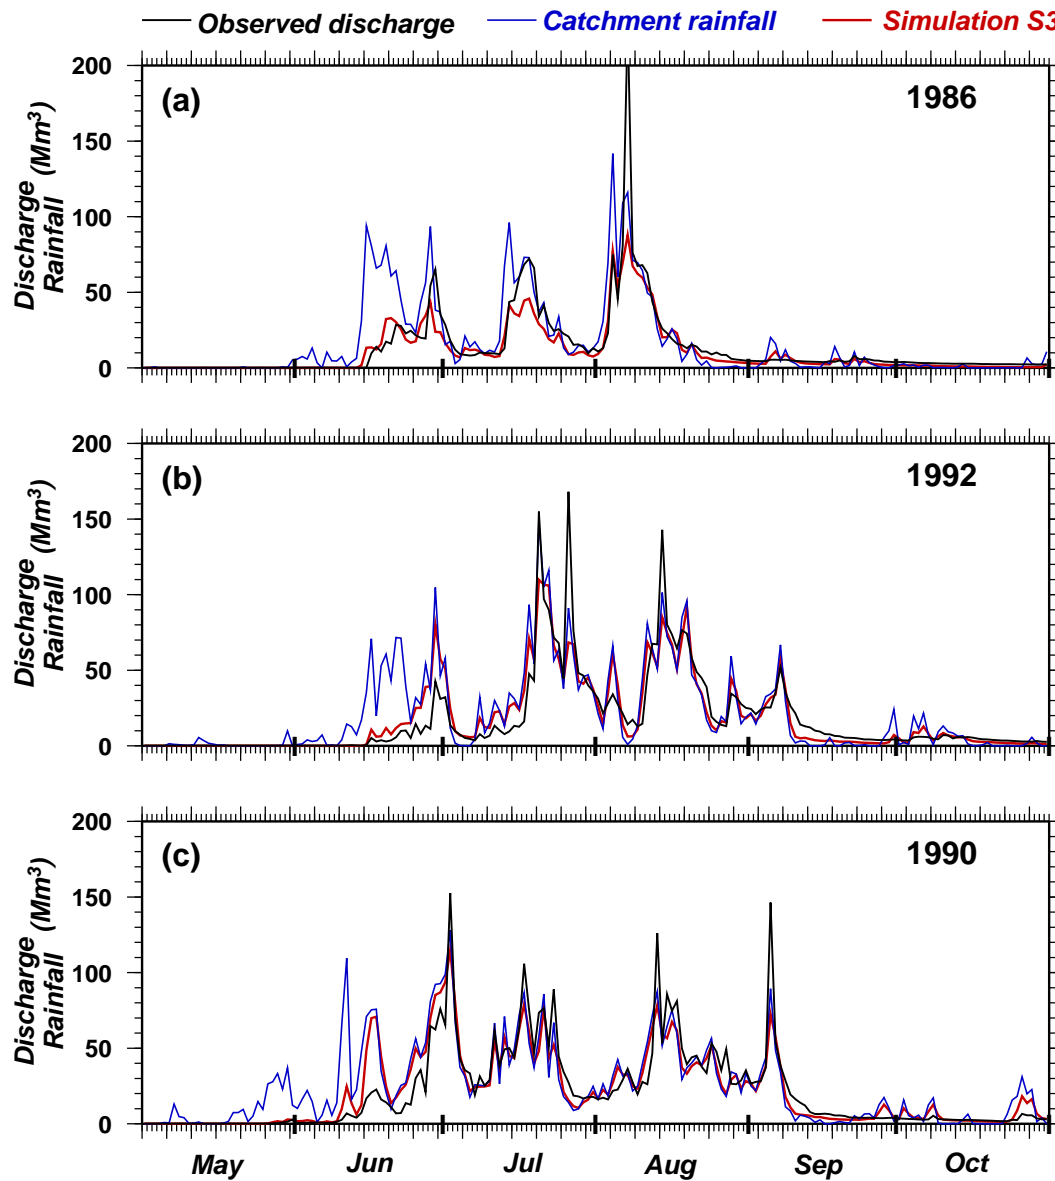 Observed discharge Catchment rainfall Simulation S3
(a) 1986
200
150
100
50
0
Discharge (Mm³)
Rainfall
(b) 1992
200
150
100
50
0
Discharge (Mm³)
Rainfall
(c) 1990
200
150
100
50
0
Discharge (Mm³)
Rainfall
May Jun Jul Aug Sep Oct